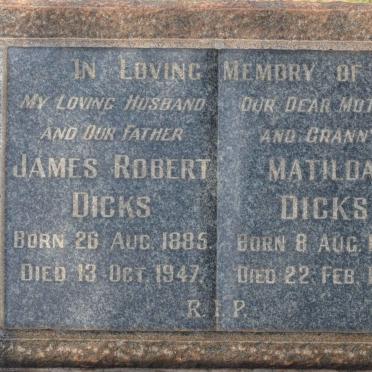 IN LOVING MEMORY OF
MY LOVING HUSBAND
AND OUR FATHER
JAMES ROBERT
DICKS
BORN 26 AUG. 1885.
DIED 13 OCT. 1947.
OUR DEAR
AND
MATILDA
DICKS
BORN 8 AUG.
DIED 22 FEB.
R.I.P.